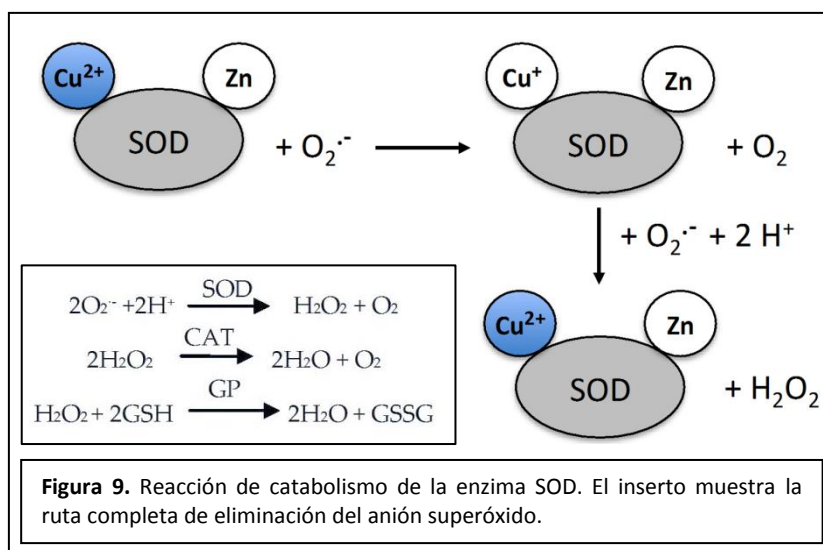 Cu²⁺ Zn Cu⁺ Zn
SOD + O₂·⁻ SOD + O₂
+ O₂·⁻ + 2 H⁺
2O₂·⁻ +2H⁺ SOD H₂O₂ + O₂
2H₂O₂ CAT 2H₂O + O₂
H₂O₂ + 2GSH GP 2H₂O + GSSG
Cu²⁺ Zn
SOD + H₂O₂
Figura 9. Reacción de catabolismo de la enzima SOD. El inserto muestra la
ruta completa de eliminación del anión superóxido.